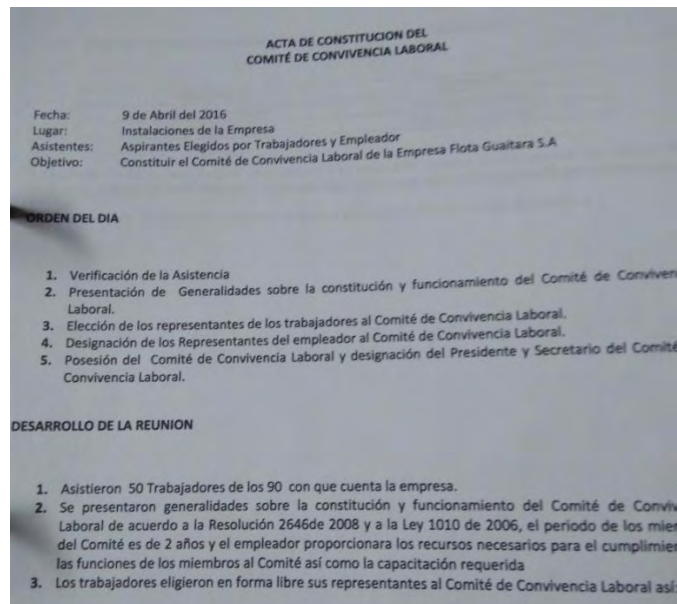 ACTA DE CONSTITUCION DEL
COMITÉ DE CONVIVENCIA LABORAL
Fecha: 9 de Abril del 2016
Lugar: Instalaciones de la Empresa
Asistentes: Aspirantes Elegidos por Trabajadores y Empleador
Objetivo: Constituir el Comité de Convivencia Laboral de la Empresa Flota Guaitara S.A
ORDEN DEL DIA
1. Verificación de la Asistencia
2. Presentación de Generalidades sobre la constitución y funcionamiento del Comité de Conviven
Laboral.
3. Elección de los representantes de los trabajadores al Comité de Convivencia Laboral.
4. Designación de los Representantes del empleador al Comité de Convivencia Laboral.
5. Posesión del Comité de Convivencia Laboral y designación del Presidente y Secretario del Comité
Convivencia Laboral.
DESARROLLO DE LA REUNION
1. Asistieron 50 Trabajadores de los 90 con que cuenta la empresa.
2. Se presentaron generalidades sobre la constitución y funcionamiento del Comité de Conviv
Laboral de acuerdo a la Resolución 2646de 2008 y a la Ley 1010 de 2006, el periodo de los mie
del Comité es de 2 años y el empleador proporcionara los recursos necesarios para el cumplimie
las funciones de los miembros al Comité así como la capacitación requerida
3. Los trabajadores eligieron en forma libre sus representantes al Comité de Convivencia Laboral así: